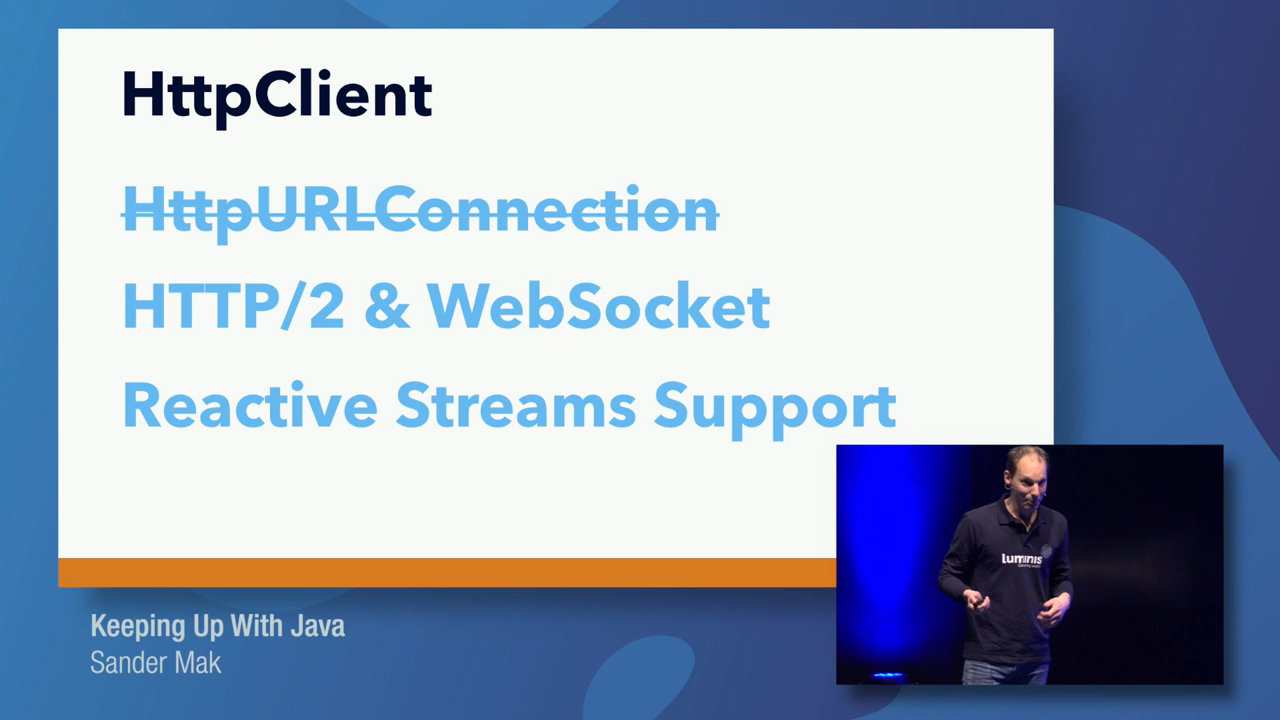 HttpClient
HttpURLConnection
HTTP/2 & WebSocket
Reactive Streams Support
luminis
Keeping Up With Java
Sander Mak